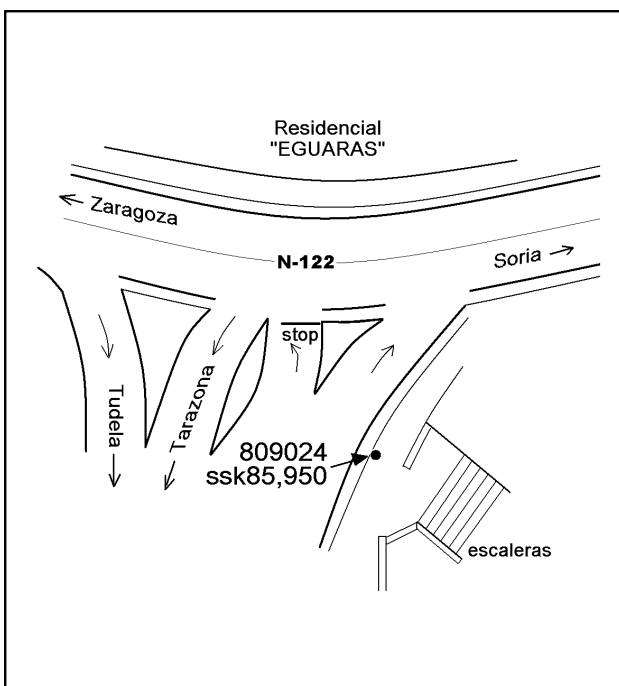 Residencial
"EGUARAS"
Zaragoza
N-122
Soria
stop
Tudela
Tarazona
809024
ssk85,950
escaleras